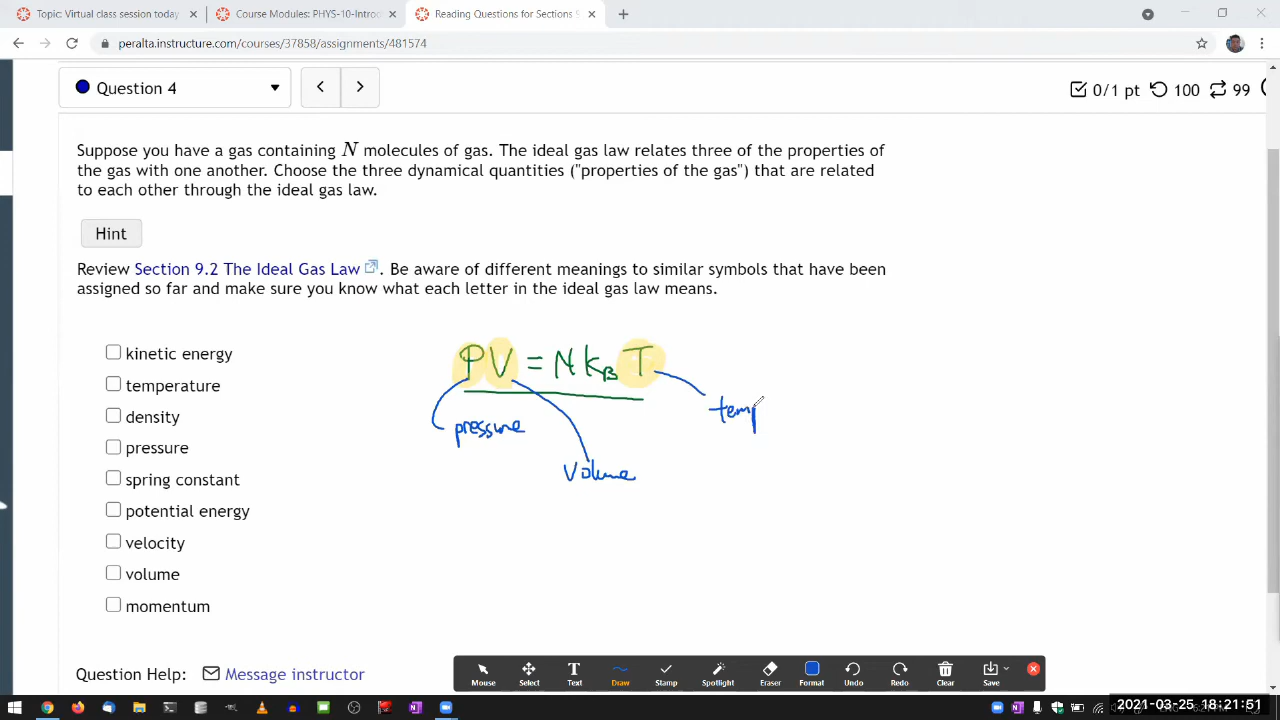 Topic: Virtual class session today
Course Modules: PHYS-10-Introd
Reading Questions for Sections S
peralta.instructure.com/courses/37858/assignments/481574
Question 4
0/1 pt 100 99
Suppose you have a gas containing N molecules of gas. The ideal gas law relates three of the properties of
the gas with one another. Choose the three dynamical quantities ("properties of the gas") that are related
to each other through the ideal gas law.
Hint
Review Section 9.2 The Ideal Gas Law. Be aware of different meanings to similar symbols that have been
assigned so far and make sure you know what each letter in the ideal gas law means.
kinetic energy
temperature
density
pressure
spring constant
potential energy
velocity
volume
momentum
PV = NkBT
temp
pressure
volume
Question Help: Message instructor
Mouse Select Text Draw Stamp Spotlight Eraser Format Undo Redo Clear Save
2021-03-25 18:21:51